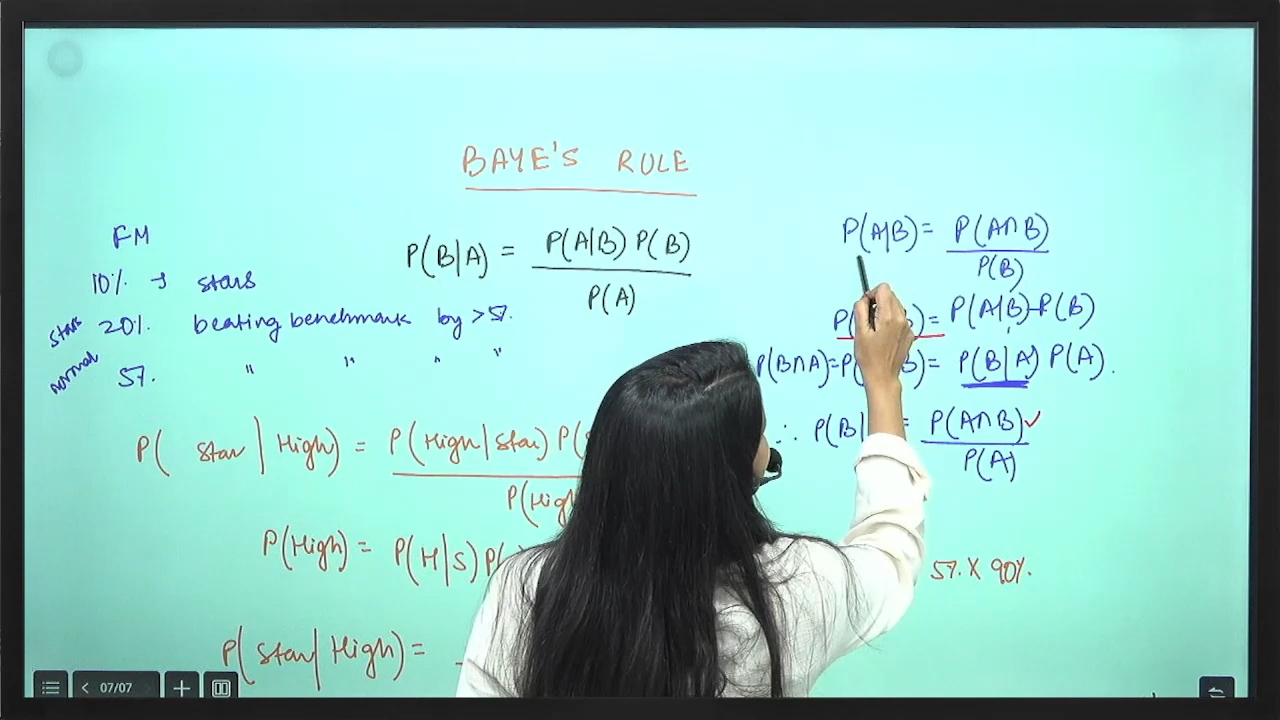 BAYE'S RULE
FM
10% → stars
stars 20% beating benchmark by >5%.
normal 5%. " " " "
P(B|A) = P(A|B) P(B)
P(A)
P(A|B) = P(A∩B)
P(B)
= P(A|B) P(B)
P(B∩A) = P( B) = P(B|A) P(A).
∴ P(B| = P(A∩B) ✓
P(A)
P( Star | High) = P(High|Star) P(
P(High
P(High) = P(H|S) P( 5% × 90%.
P( Star | High) =
07/07